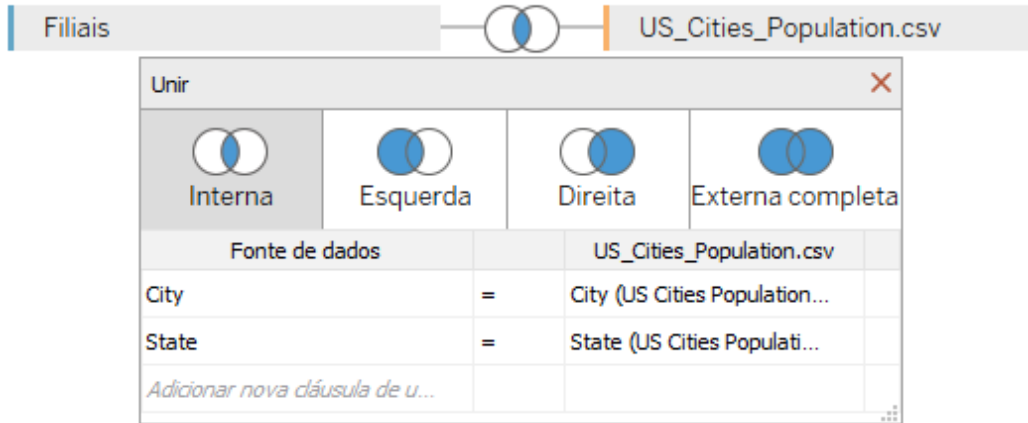 Filiais US_Cities_Population.csv
Unir
Interna Esquerda Direita Externa completa
Fonte de dados US_Cities_Population.csv
City = City (US Cities Population...
State = State (US Cities Populati...
Adicionar nova cláusula de u...